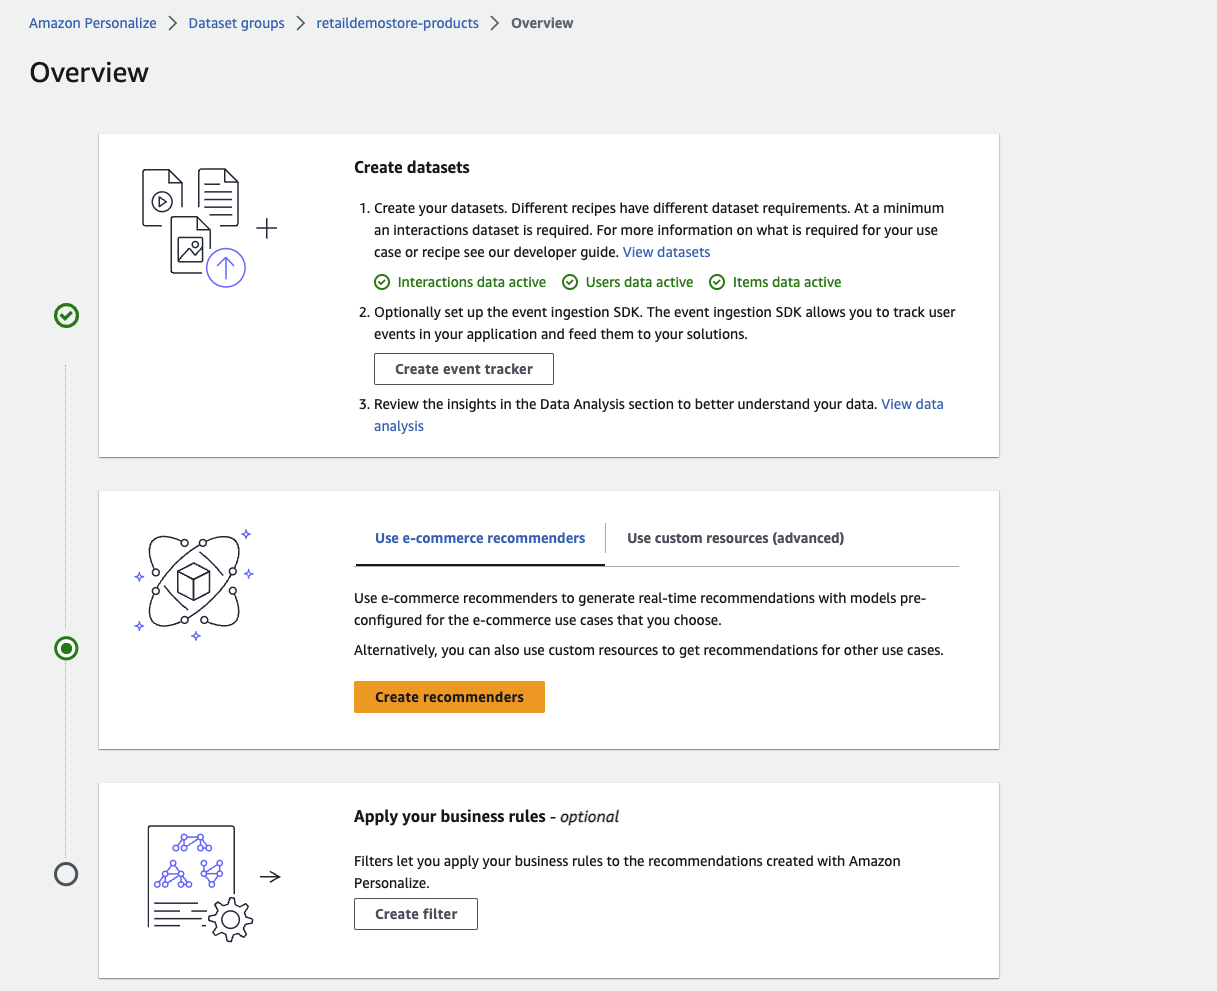 Amazon Personalize > Dataset groups > retaildemostore-products > Overview
Overview
Create datasets
1. Create your datasets. Different recipes have different dataset requirements. At a minimum
an interactions dataset is required. For more information on what is required for your use
case or recipe see our developer guide. View datasets
Interactions data active Users data active Items data active
2. Optionally set up the event ingestion SDK. The event ingestion SDK allows you to track user
events in your application and feed them to your solutions.
Create event tracker
3. Review the insights in the Data Analysis section to better understand your data. View data
analysis
Use e-commerce recommenders Use custom resources (advanced)
Use e-commerce recommenders to generate real-time recommendations with models pre-
configured for the e-commerce use cases that you choose.
Alternatively, you can also use custom resources to get recommendations for other use cases.
Create recommenders
Apply your business rules - optional
Filters let you apply your business rules to the recommendations created with Amazon
Personalize.
Create filter